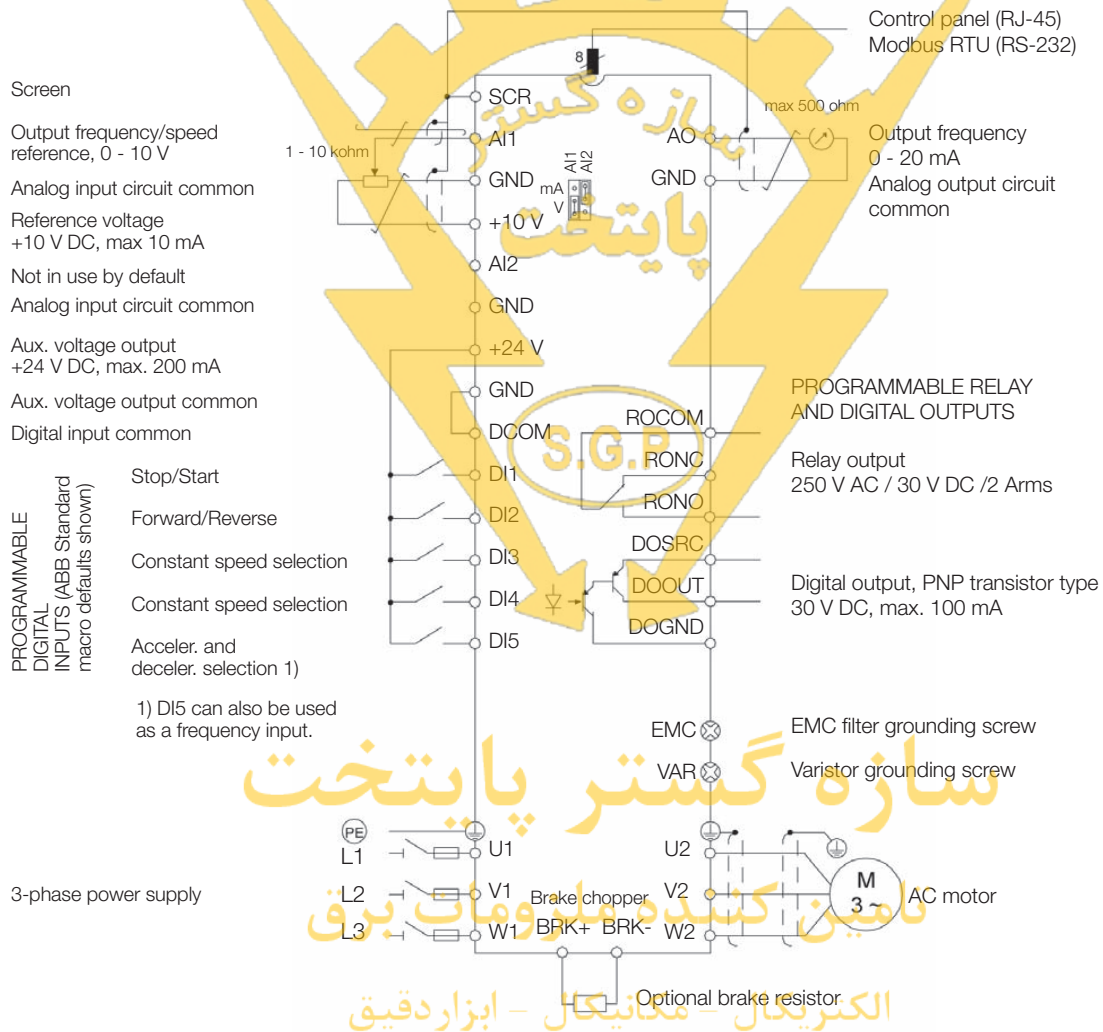 Control panel (RJ-45)
Modbus RTU (RS-232)
8
Screen
SCR
سازه گستر
پایتخت
max 500 ohm
Output frequency/speed
reference, 0 - 10 V
1 - 10 kohm
AI1
AO
Output frequency
0 - 20 mA
Analog input circuit common
GND
AI1
AI2
mA
V
GND
Analog output circuit
common
Reference voltage
+10 V DC, max 10 mA
+10 V
Not in use by default
AI2
Analog input circuit common
GND
Aux. voltage output
+24 V DC, max. 200 mA
+24 V
Aux. voltage output common
GND
PROGRAMMABLE RELAY
AND DIGITAL OUTPUTS
Digital input common
DCOM
S.G.P
ROCOM
PROGRAMMABLE
DIGITAL
INPUTS (ABB Standard
macro defaults shown)
Stop/Start
DI1
RONC
Relay output
250 V AC / 30 V DC /2 Arms
RONO
Forward/Reverse
DI2
Constant speed selection
DI3
DOSRC
Constant speed selection
DI4
DOOUT
Digital output, PNP transistor type
30 V DC, max. 100 mA
DOGND
Acceler. and
deceler. selection 1)
DI5
1) DI5 can also be used
as a frequency input.
EMC
EMC filter grounding screw
VAR
Varistor grounding screw
سازه گستر پایتخت
PE
L1
U1
U2
3-phase power supply
L2
V1
Brake chopper
V2
M
3 ~
AC motor
تامین کننده ملزومات برق
L3
W1
BRK+
BRK-
W2
Optional brake resistor
الکتریکال – مکانیکال – ابزاردقیق